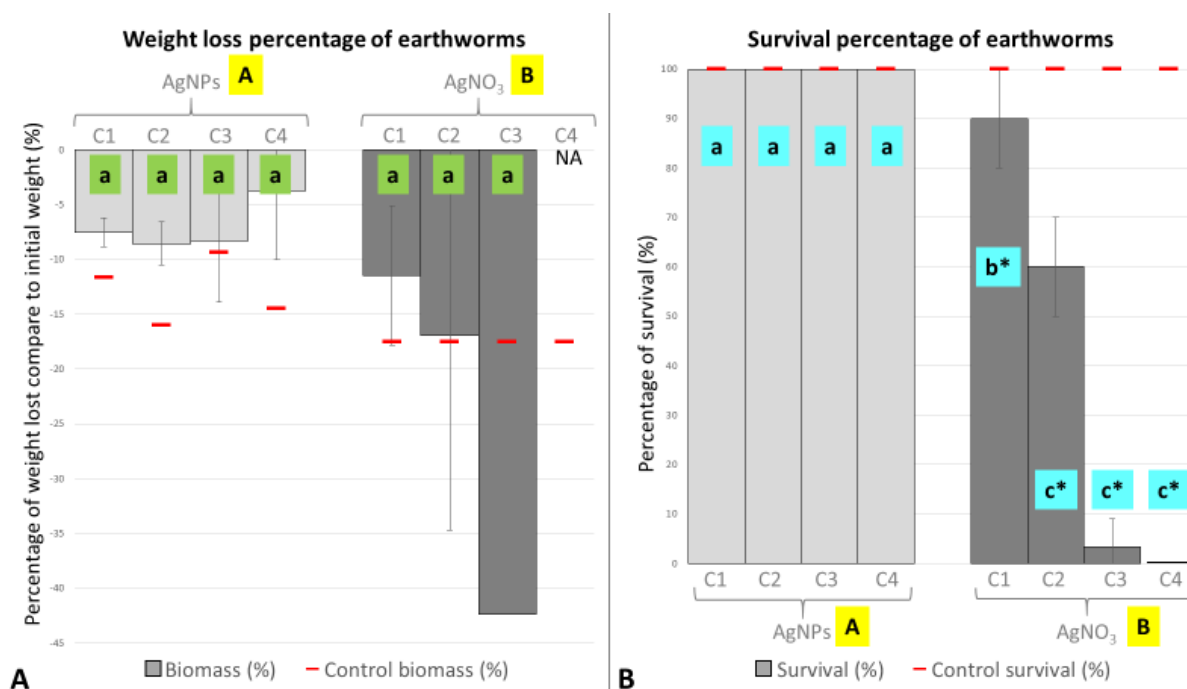 Weight loss percentage of earthworms
AgNPs A
AgNO₃ B
C1 C2 C3 C4 C1 C2 C3 C4
NA
a a a a a a a
0
-5
-10
-15
-20
-25
-30
-35
-40
-45
Percentage of weight lost compare to initial weight (%)
Biomass (%) Control biomass (%)
A
Survival percentage of earthworms
100
90
80
70
60
50
40
30
20
10
0
Percentage of survival (%)
a a a a
b*
c* c* c*
C1 C2 C3 C4 C1 C2 C3 C4
AgNPs A
AgNO₃ B
Survival (%) Control survival (%)
B